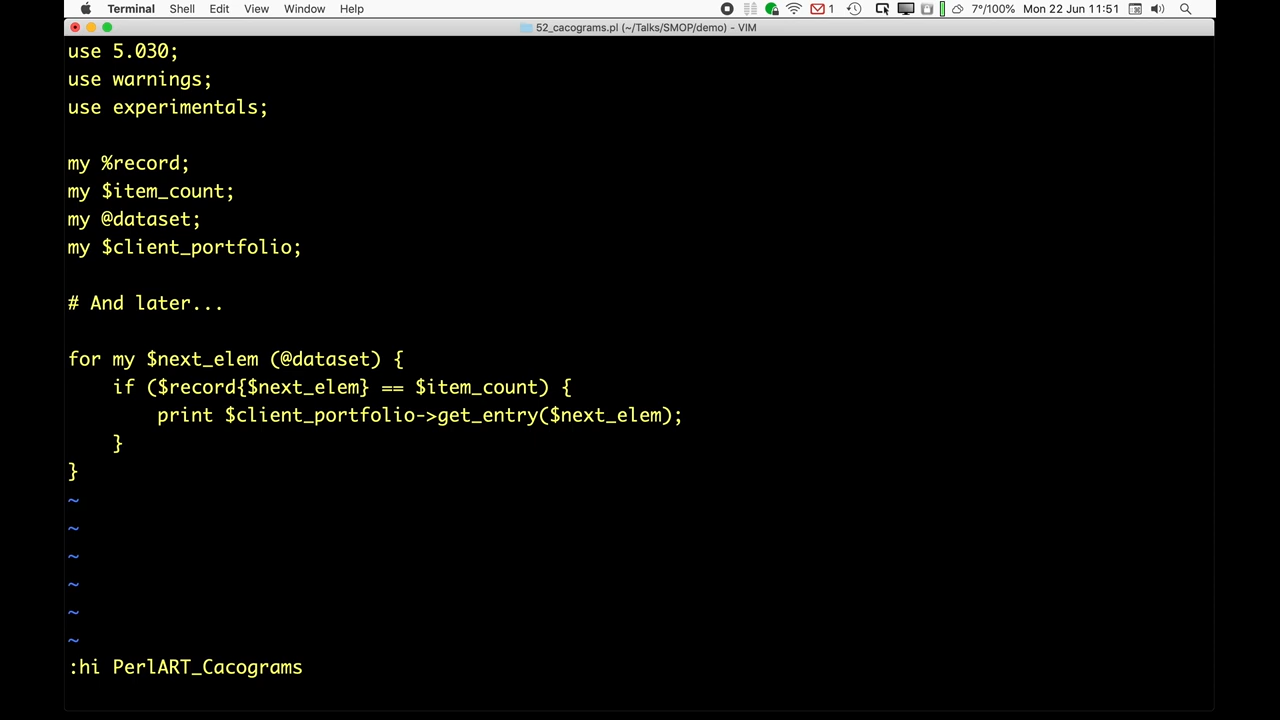 Terminal Shell Edit View Window Help 1 7°/100% Mon 22 Jun 11:51
52_cacograms.pl (~/Talks/SMOP/demo) - VIM
use 5.030;
use warnings;
use experimentals;
my %record;
my $item_count;
my @dataset;
my $client_portfolio;
# And later...
for my $next_elem (@dataset) {
    if ($record{$next_elem} == $item_count) {
        print $client_portfolio->get_entry($next_elem);
    }
}
~
~
~
~
~
~
:hi PerlART_Cacograms